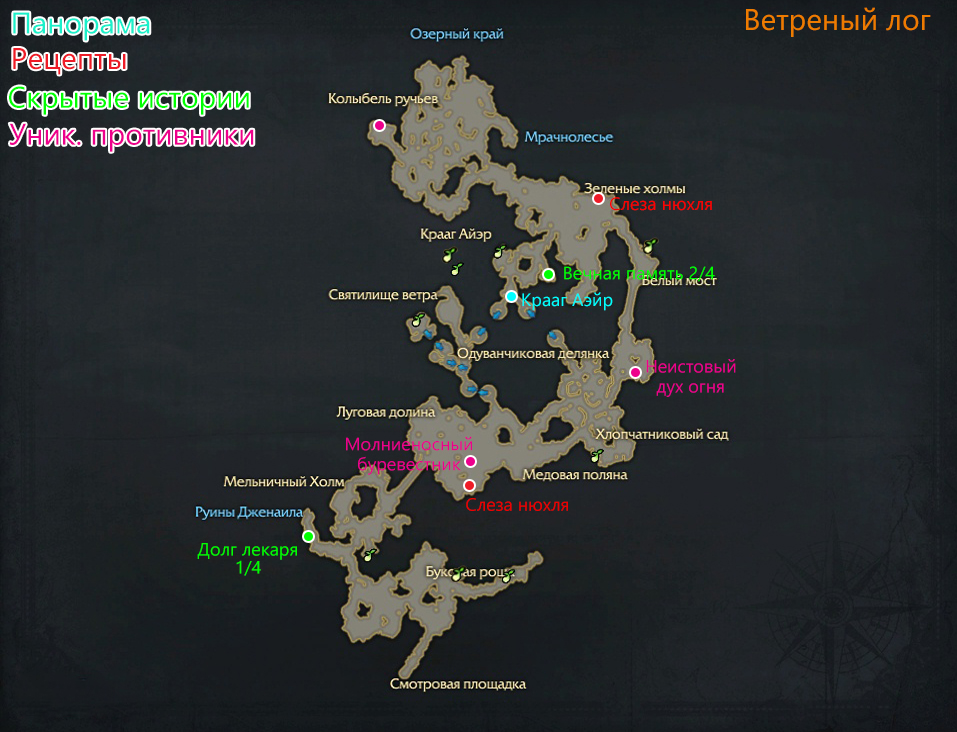 Панорама
Рецепты
Скрытые истории
Уник. противники
Ветреный лог
Озерный край
Колыбель ручьев
Мрачнолесье
Зеленые холмы
Слеза нюхля
Крааг Айэр
Вечная память 2/4
Белый мост
Святилище ветра
Крааг Аэйр
Одуванчиковая делянка
Неистовый
дух огня
Луговая долина
Хлопчатниковый сад
Молниеносный
буревестник
Медовая поляна
Мельничный Холм
Слеза нюхля
Руины Дженаила
Долг лекаря
1/4
Буковая роща
Смотровая площадка